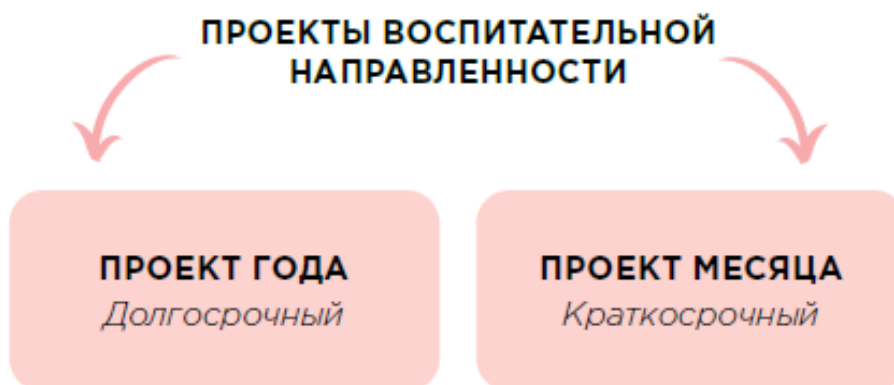 ПРОЕКТЫ ВОСПИТАТЕЛЬНОЙ
НАПРАВЛЕННОСТИ
ПРОЕКТ ГОДА
Долгосрочный
ПРОЕКТ МЕСЯЦА
Краткосрочный